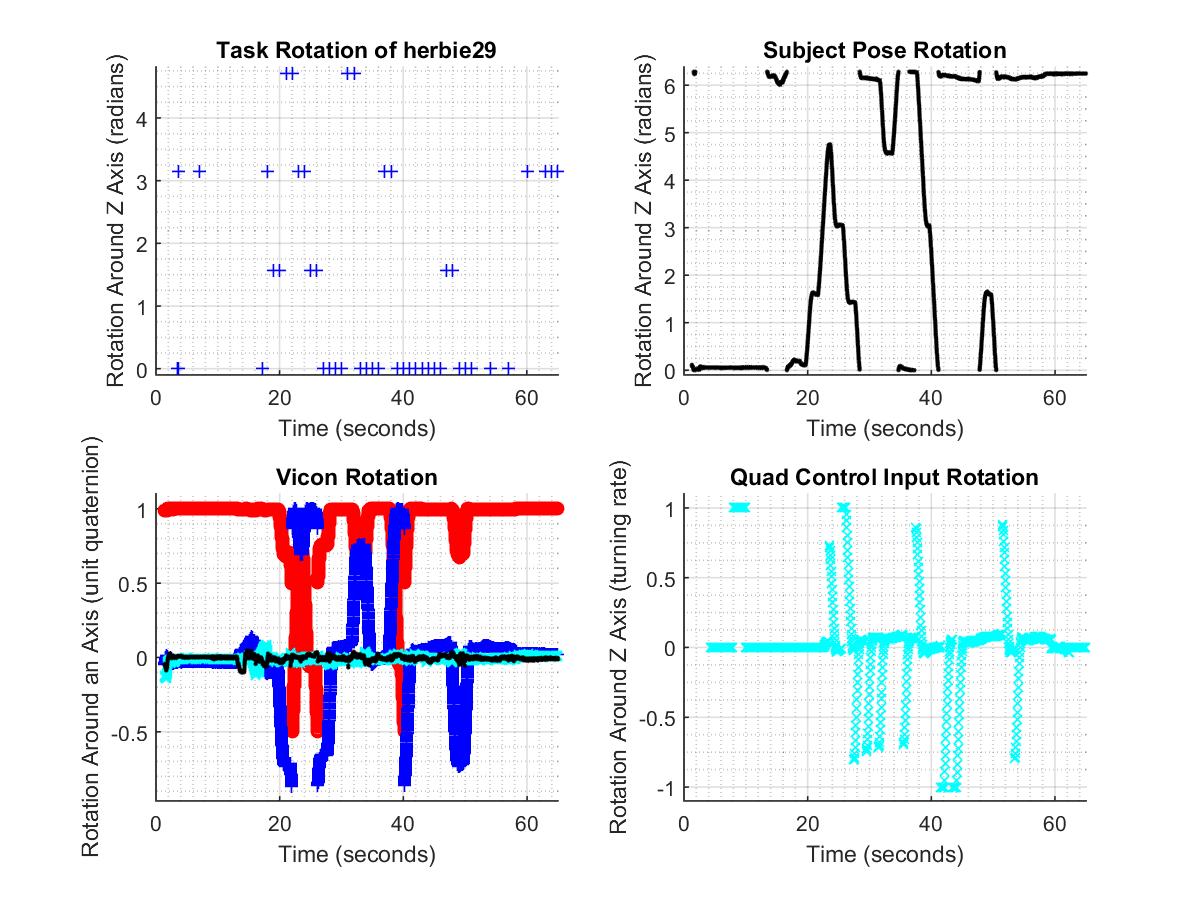 Task Rotation of herbie29
Rotation Around Z Axis (radians)
4
3
2
1
0
0 20 40 60
Time (seconds)
Subject Pose Rotation
Rotation Around Z Axis (radians)
6
5
4
3
2
1
0
0 20 40 60
Time (seconds)
Vicon Rotation
Rotation Around an Axis (unit quaternion)
1
0.5
0
-0.5
0 20 40 60
Time (seconds)
Quad Control Input Rotation
Rotation Around Z Axis (turning rate)
1
0.5
0
-0.5
-1
0 20 40 60
Time (seconds)